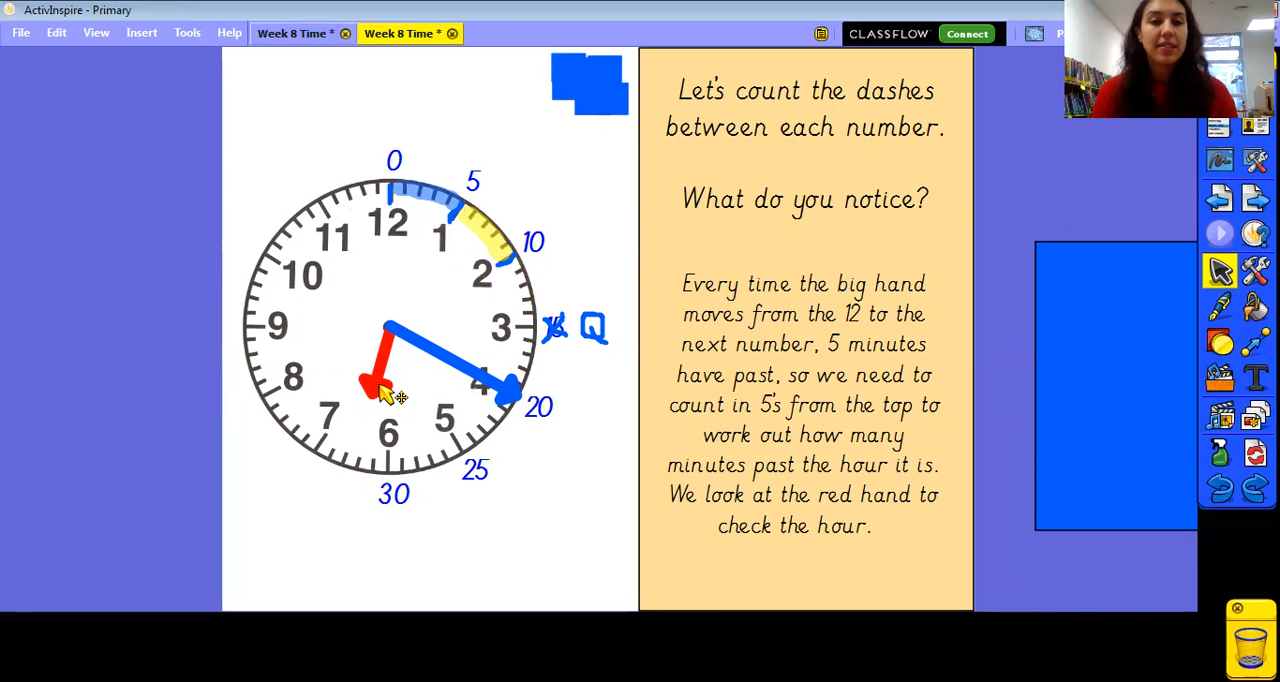 ActivInspire - Primary
File Edit View Insert Tools Help
Week 8 Time *
Week 8 Time *
CLASSFLOW Connect
0
5
10
Q
20
25
30
12
1
2
3
4
5
6
7
8
9
10
11
Let's count the dashes
between each number.
What do you notice?
Every time the big hand
moves from the 12 to the
next number, 5 minutes
have past, so we need to
count in 5's from the top to
work out how many
minutes past the hour it is.
We look at the red hand to
check the hour.